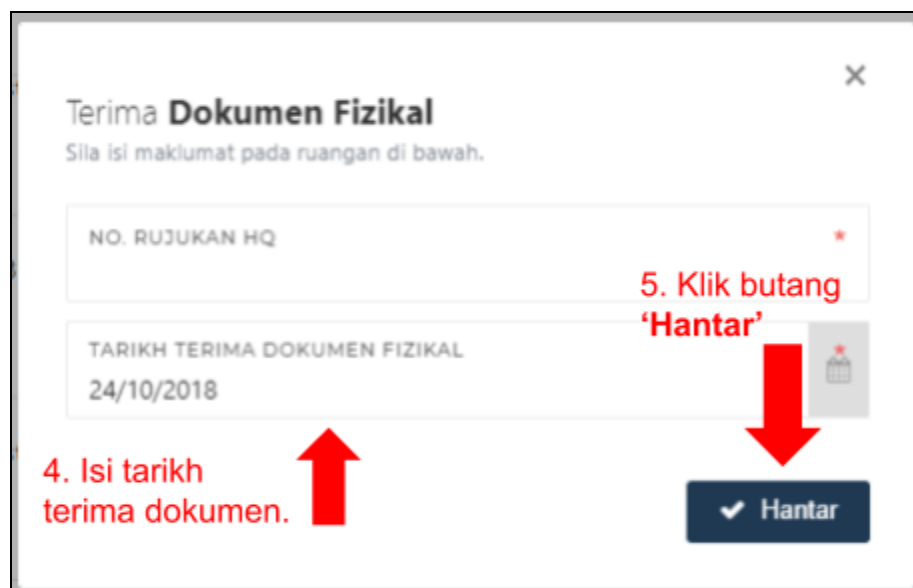 ×
Terima Dokumen Fizikal
Sila isi maklumat pada ruangan di bawah.
NO. RUJUKAN HQ *
5. Klik butang
‘Hantar’
TARIKH TERIMA DOKUMEN FIZIKAL *
24/10/2018
4. Isi tarikh
terima dokumen.
✔ Hantar